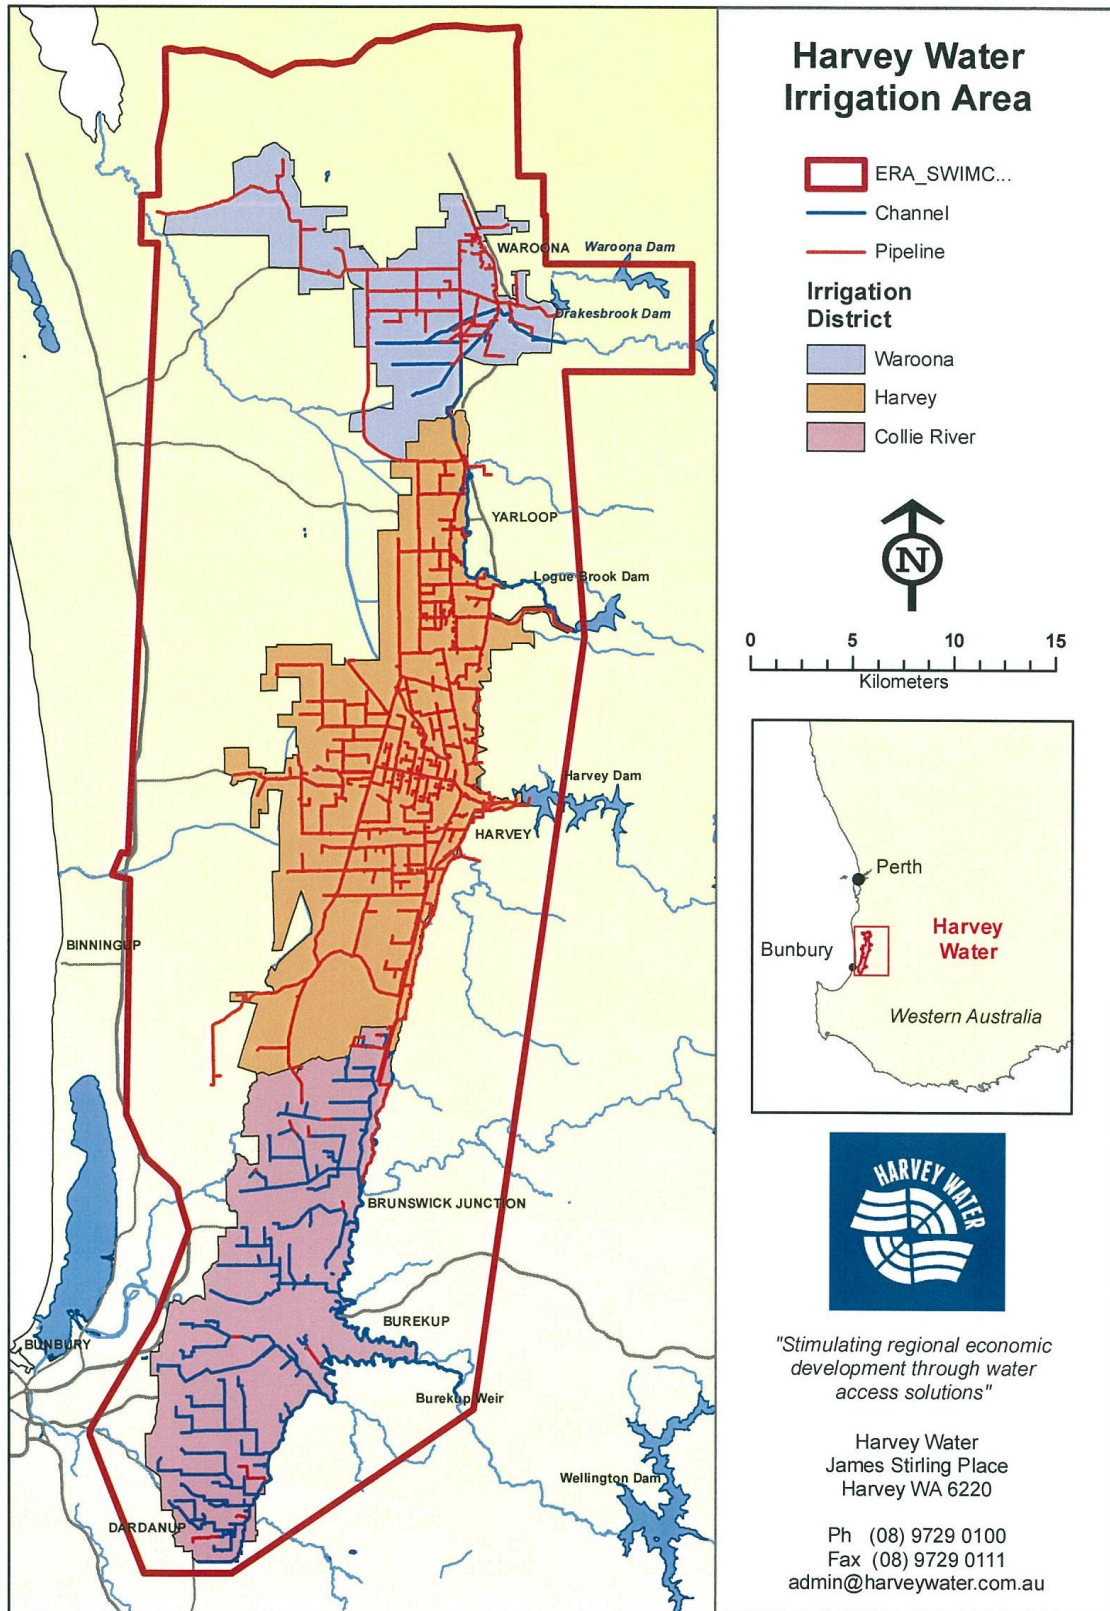 Harvey Water
Irrigation Area
ERA_SWIMC...
Channel
Pipeline
Irrigation
District
Waroona
Harvey
Collie River
N
0 5 10 15
Kilometers
Perth
Bunbury
Harvey
Water
Western Australia
HARVEY WATER
"Stimulating regional economic
development through water
access solutions"
Harvey Water
James Stirling Place
Harvey WA 6220
Ph (08) 9729 0100
Fax (08) 9729 0111
admin@harveywater.com.au
WAROONA
Waroona Dam
Drakesbrook Dam
YARLOOP
Logue Brook Dam
Harvey Dam
HARVEY
BINNINGUP
BRUNSWICK JUNCTION
BUREKUP
BUNBURY
Burekup Weir
Wellington Dam
DARDANUP